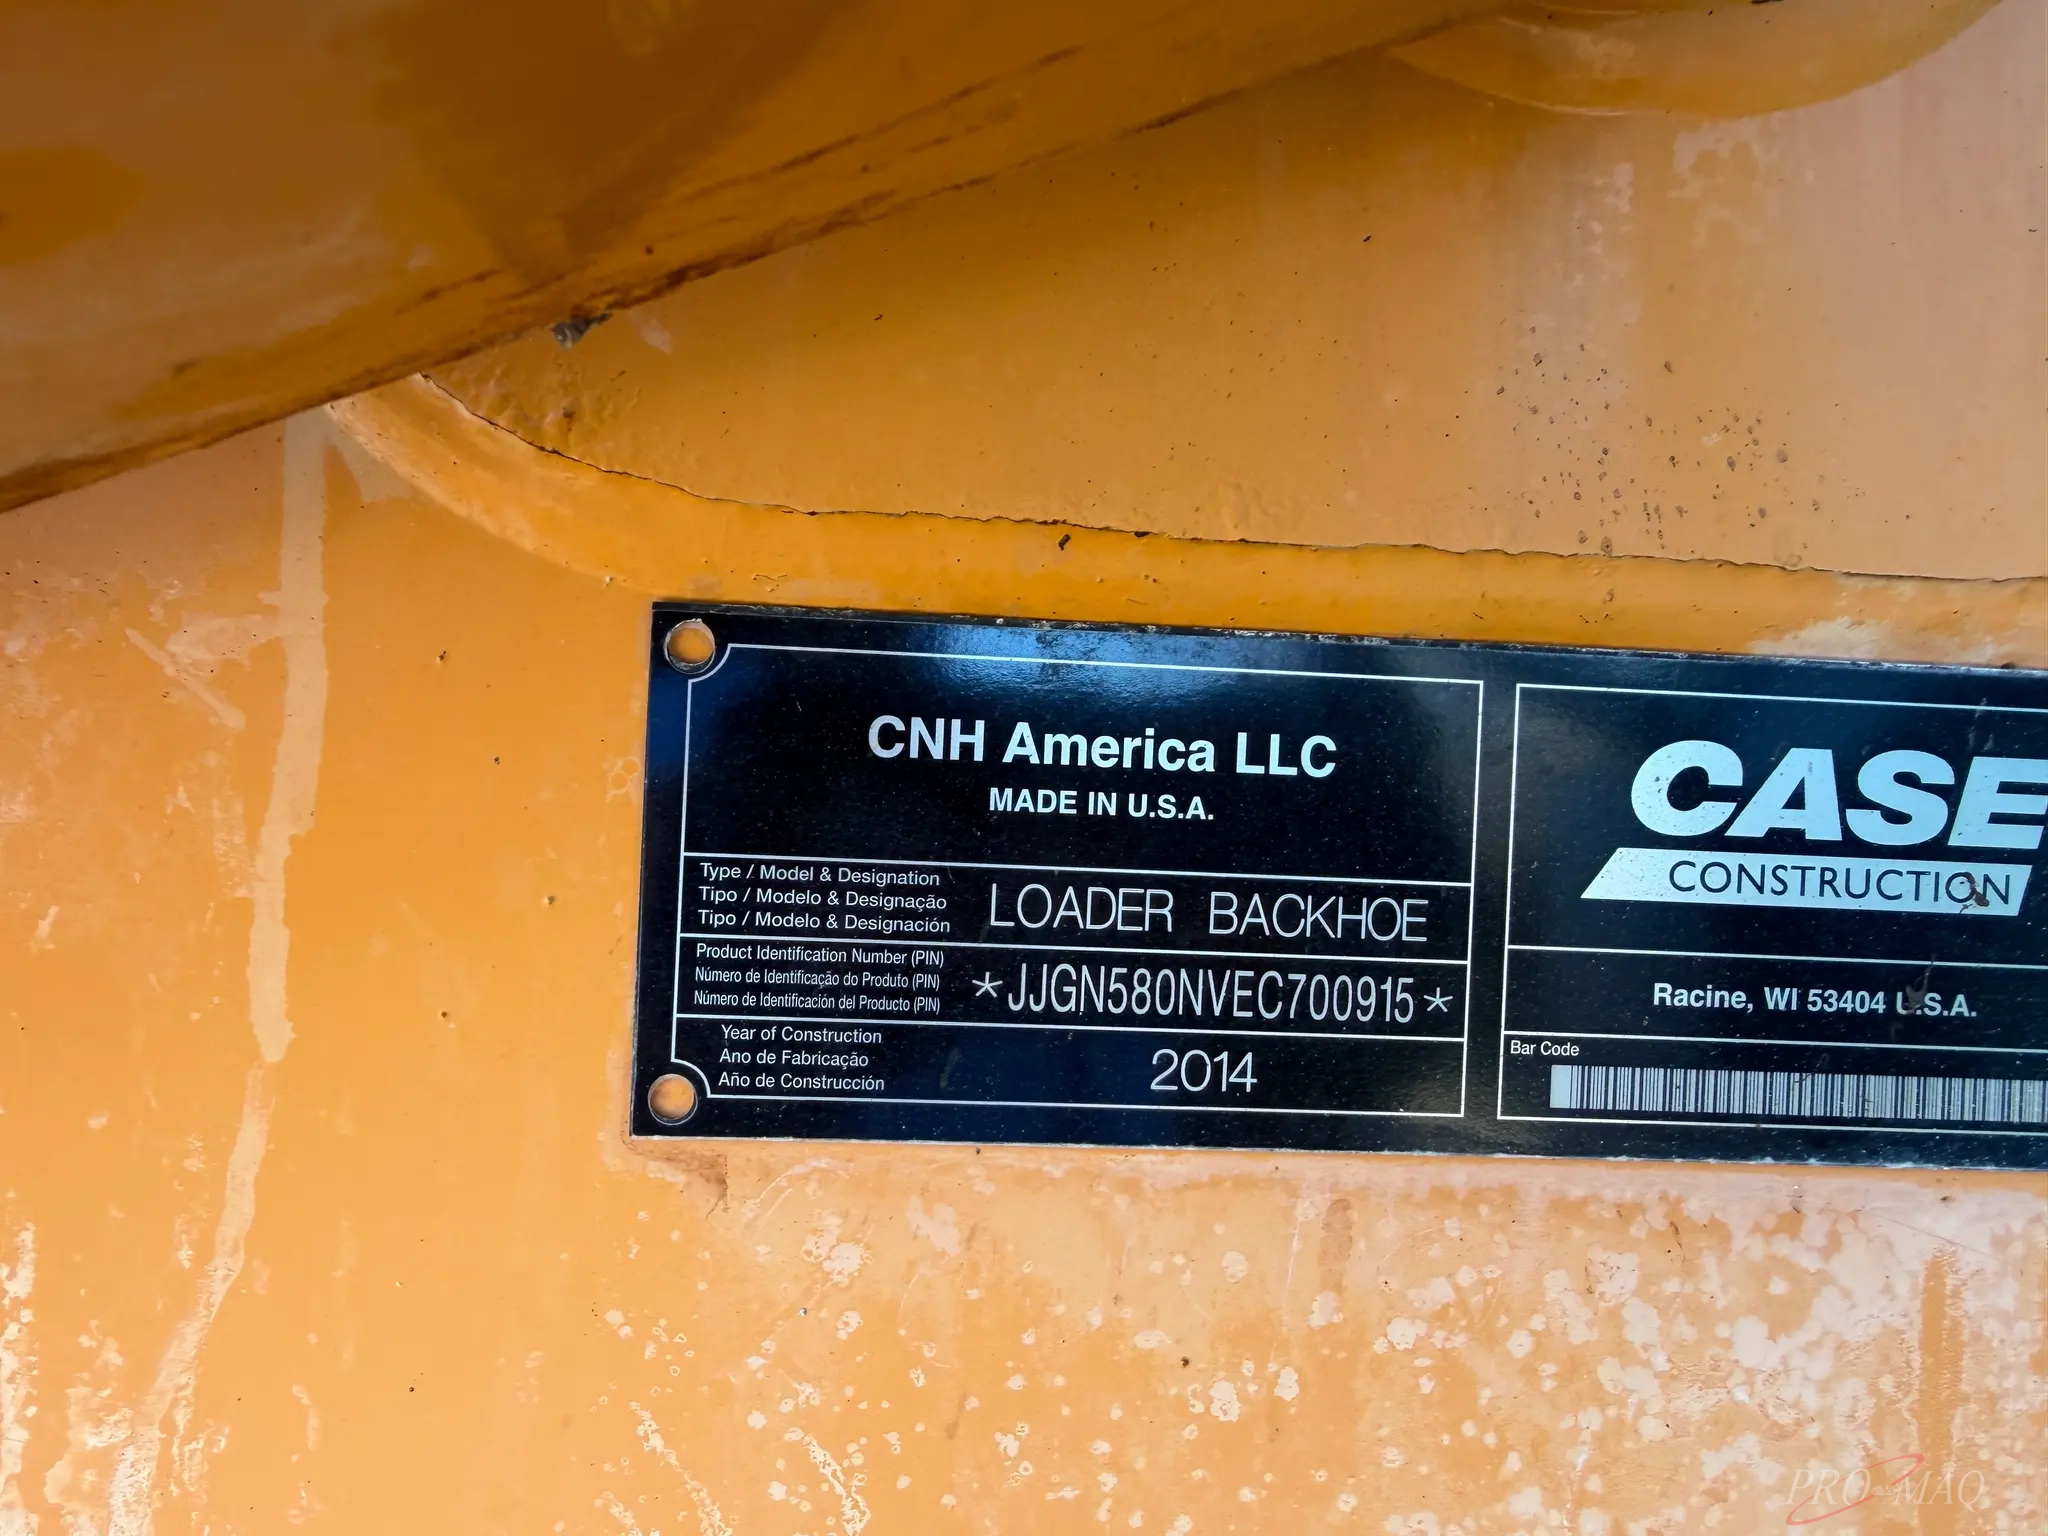 CNH America LLC
MADE IN U.S.A.
Type / Model & Designation
Tipo / Modelo & Designação
Tipo / Modelo & Designación
LOADER BACKHOE
Product Identification Number (PIN)
Número de Identificação do Produto (PIN)
Número de Identificación del Producto (PIN)
*JJGN580NVEC700915*
Year of Construction
Ano de Fabricação
Año de Construcción
2014
CASE
CONSTRUCTION
Racine, WI 53404 U.S.A.
Bar Code
PRO MAQ